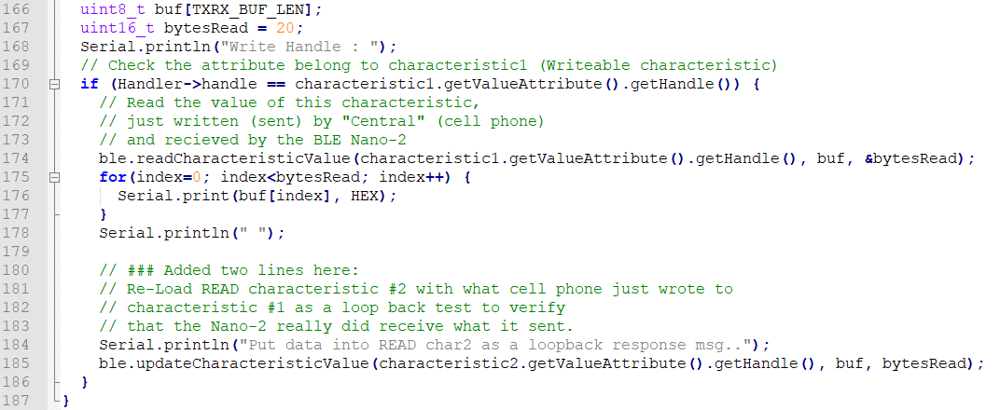 166 uint8_t buf[TXRX_BUF_LEN];
167 uint16_t bytesRead = 20;
168 Serial.println("Write Handle : ");
169 // Check the attribute belong to characteristic1 (Writeable characteristic)
170 if (Handler->handle == characteristic1.getValueAttribute().getHandle()) {
171 // Read the value of this characteristic,
172 // just written (sent) by "Central" (cell phone)
173 // and recieved by the BLE Nano-2
174 ble.readCharacteristicValue(characteristic1.getValueAttribute().getHandle(), buf, &bytesRead);
175 for(index=0; index<bytesRead; index++) {
176 Serial.print(buf[index], HEX);
177 }
178 Serial.println(" ");
179
180 // ### Added two lines here:
181 // Re-Load READ characteristic #2 with what cell phone just wrote to
182 // characteristic #1 as a loop back test to verify
183 // that the Nano-2 really did receive what it sent.
184 Serial.println("Put data into READ char2 as a loopback response msg..");
185 ble.updateCharacteristicValue(characteristic2.getValueAttribute().getHandle(), buf, bytesRead);
186 }
187 }